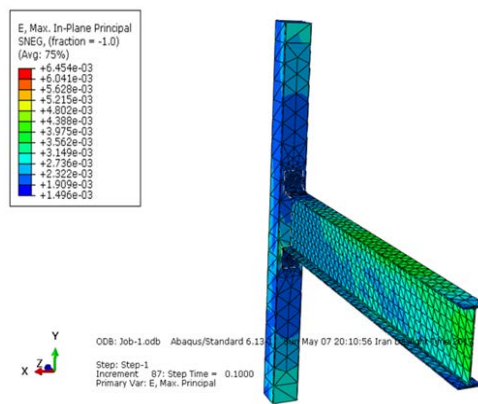 E, Max. In-Plane Principal
SNEG, (fraction = -1.0)
(Avg: 75%)
+6.454e-03
+6.041e-03
+5.628e-03
+5.215e-03
+4.802e-03
+4.388e-03
+3.975e-03
+3.562e-03
+3.149e-03
+2.736e-03
+2.322e-03
+1.909e-03
+1.496e-03
Y
Z
X
ODB: Job-1.odb Abaqus/Standard 6.13-1 Sun May 07 20:10:56 Iran
Step: Step-1
Increment 87: Step Time = 0.1000
Primary Var: E, Max. Principal